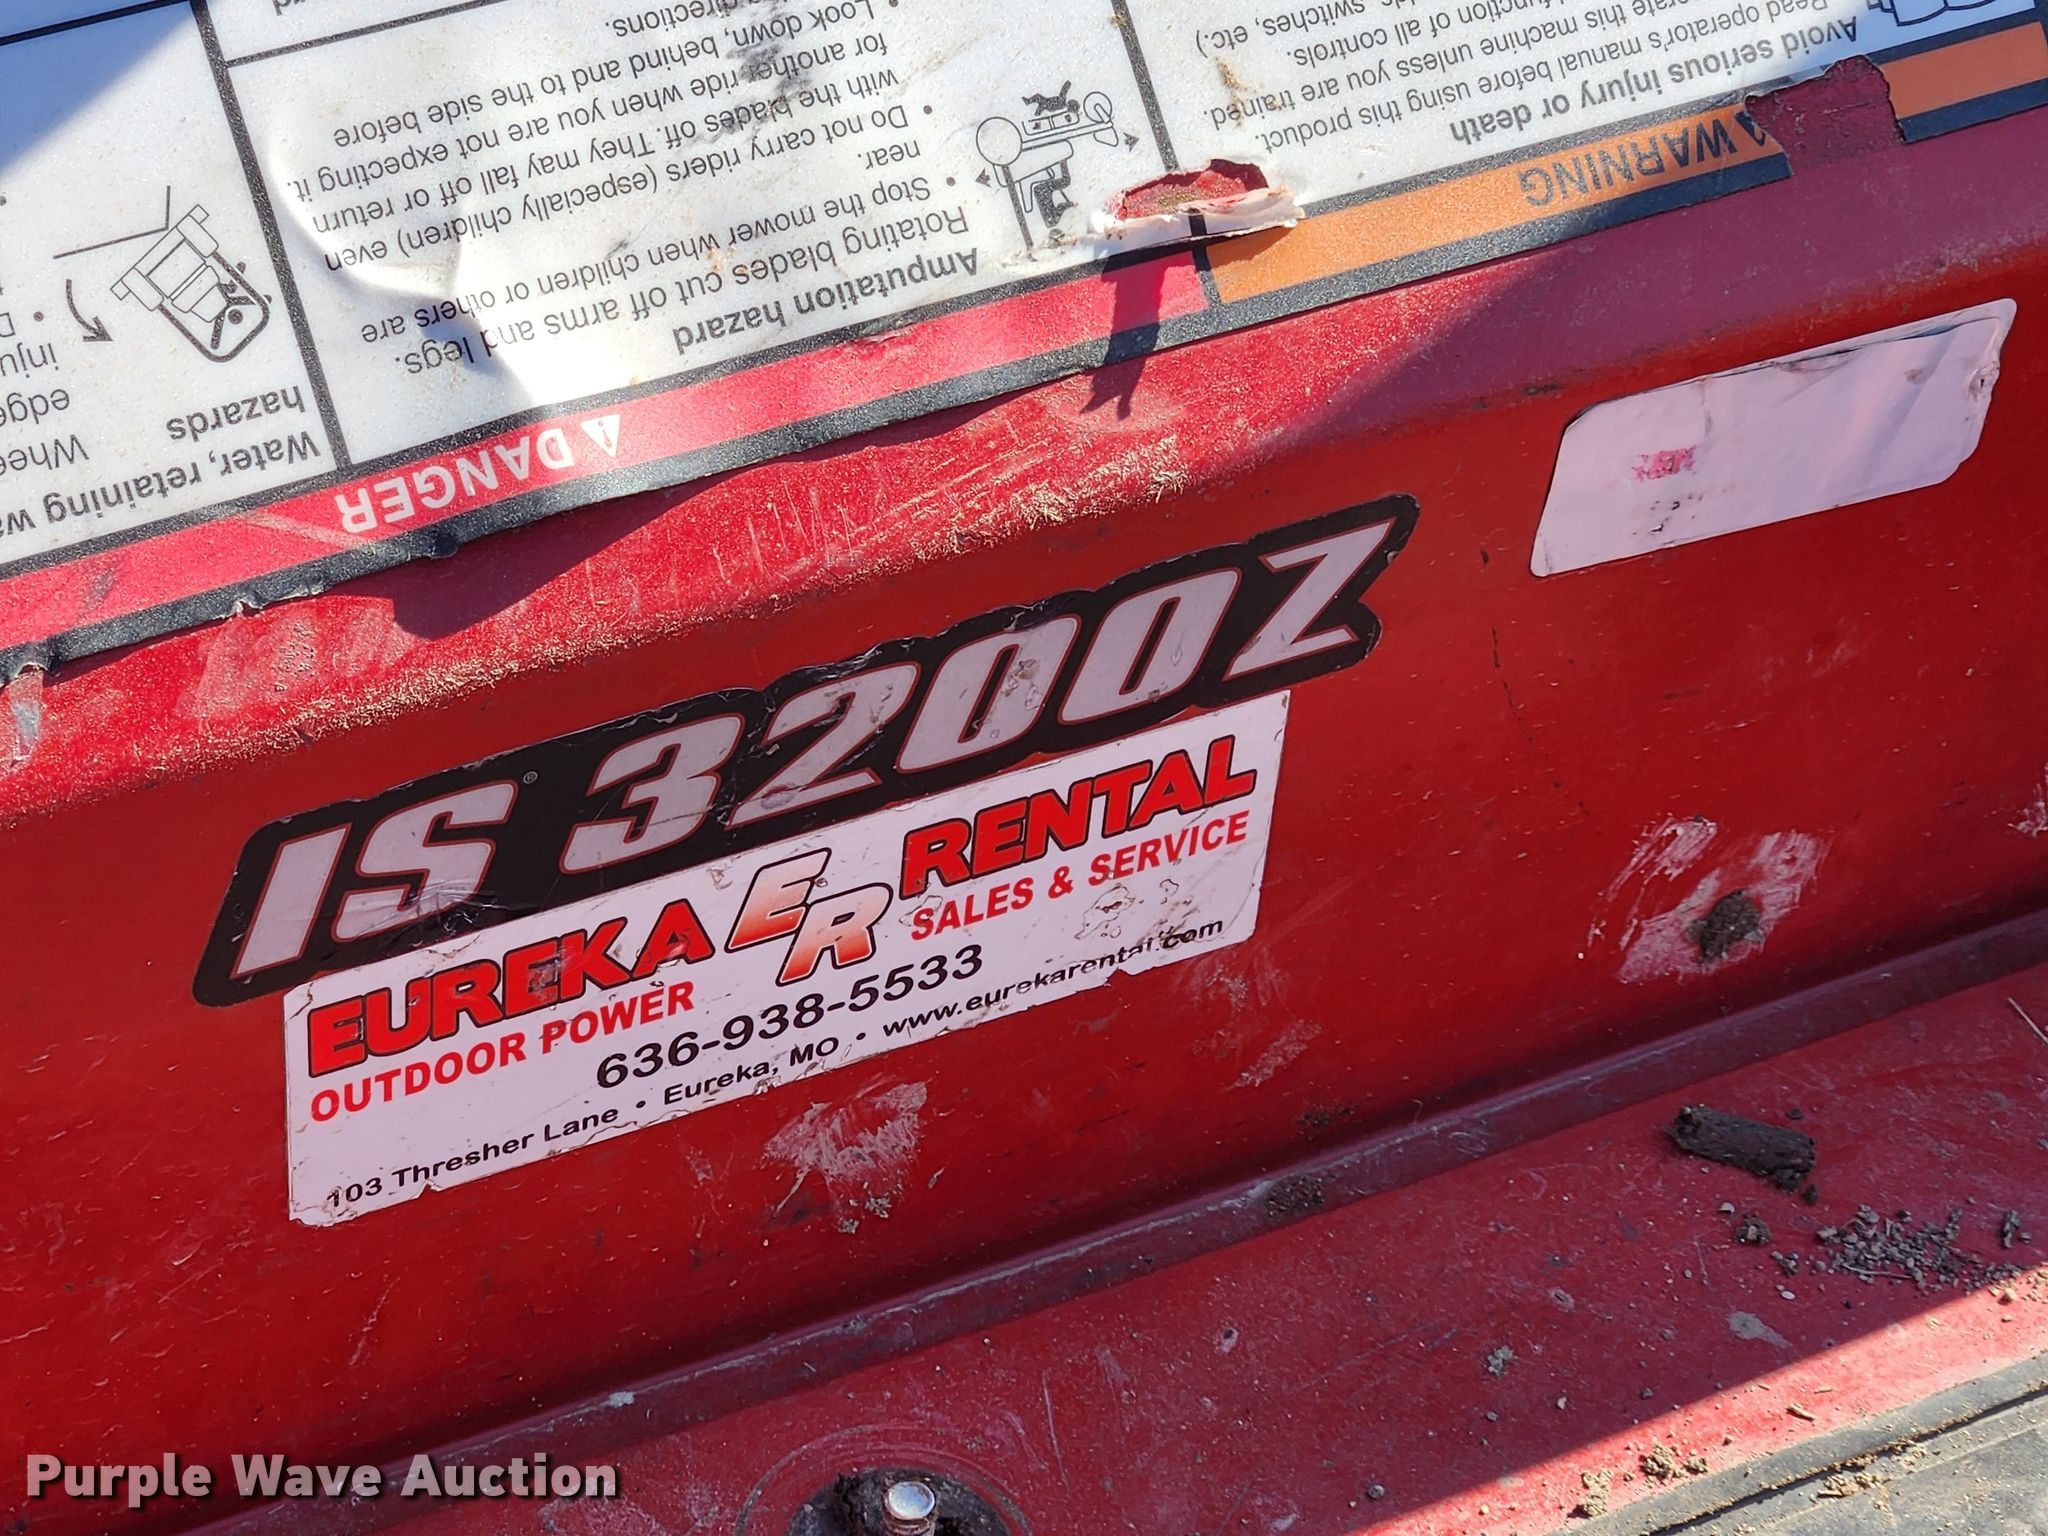 WARNING
Avoid serious injury or death
Read operator's manual before using this product.
operate this machine unless you are trained.
function of all controls.
switches, etc.)
DANGER
Amputation hazard
Rotating blades cut off arms and legs.
• Stop the mower when children or others are
near.
• Do not carry riders (especially children) even
with the blades off. They may fall off or return
for another ride when you are not expecting it.
• Look down, behind and to the side before
directions.
Water, retaining
hazards
IS® 3200Z
EUREKA ER RENTAL
OUTDOOR POWER SALES & SERVICE
636-938-5533
103 Thresher Lane • Eureka, MO • www.eurekarental.com
Purple Wave Auction